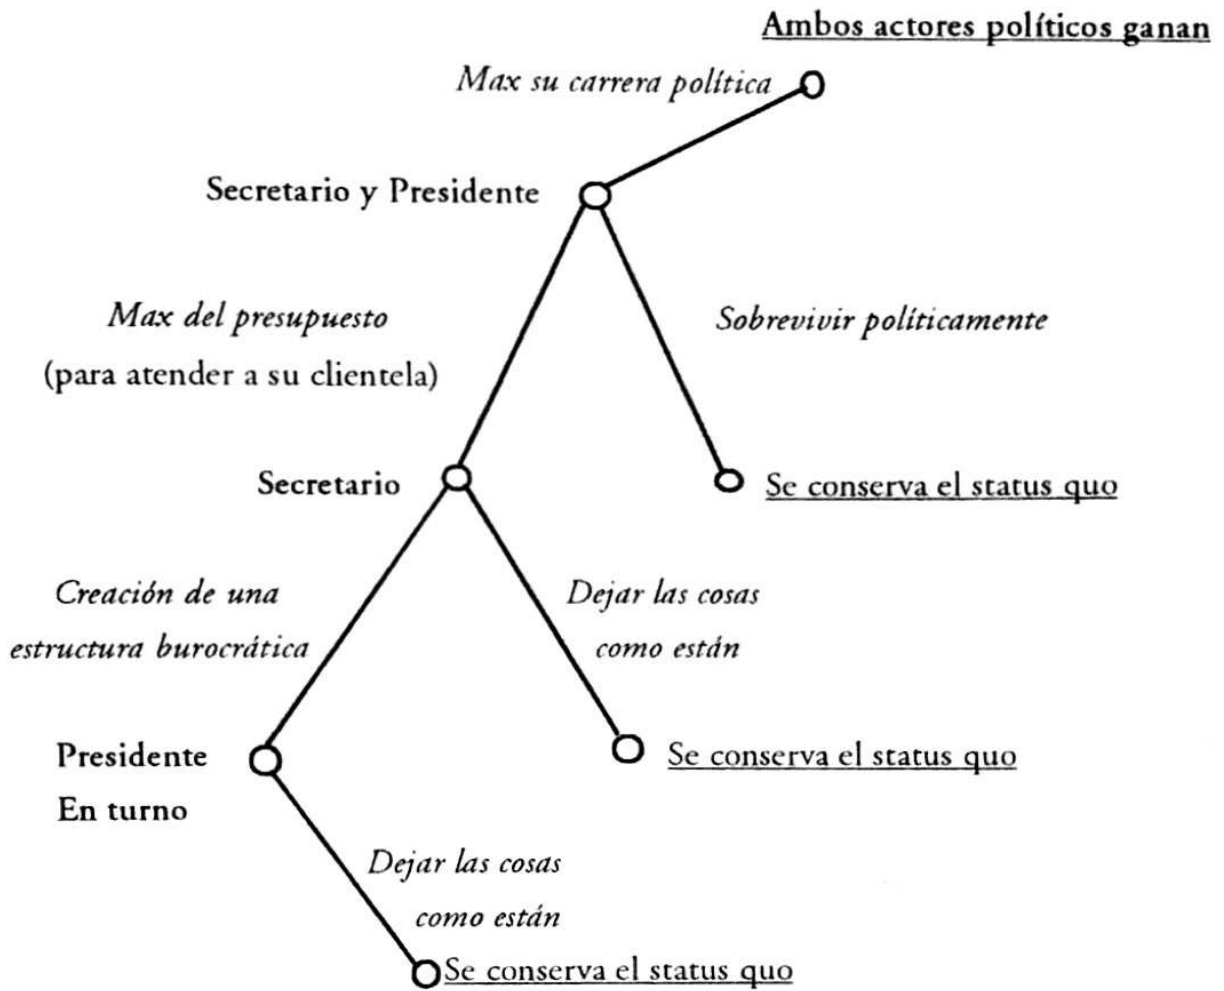 Ambos actores políticos ganan
Max su carrera política
Secretario y Presidente
Max del presupuesto
(para atender a su clientela)
Sobrevivir políticamente
Secretario
Se conserva el status quo
Creación de una
estructura burocrática
Dejar las cosas
como están
Presidente
En turno
Se conserva el status quo
Dejar las cosas
como están
Se conserva el status quo